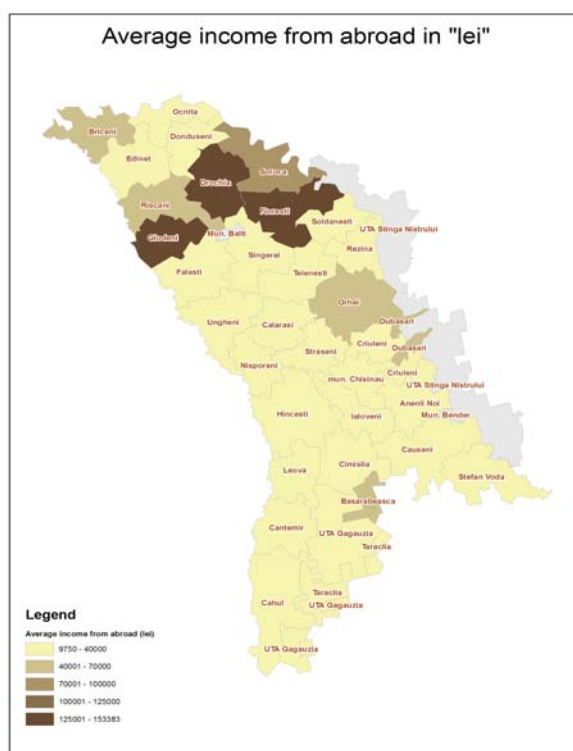 Average income from abroad in "lei"
Ocnita
Briceni
Donduseni
Edinet
Drochia
Soroca
Riscani
Floresti
Soldanesti
Glodeni
Mun. Balti
UTA Stinga Nistrului
Rezina
Singerei
Falesti
Telenesti
Orhei
Dubasari
Ungheni
Calarasi
Criuleni
Straseni
Dubasari
Nisporeni
Criuleni
mun. Chisinau
UTA Stinga Nistrului
Anenii Noi
Hincesti
Ialoveni
Mun. Bender
Causeni
Leova
Cimislia
Stefan Voda
Basarabeasca
Cantemir
UTA Gagauzia
Taraclia
Taraclia
Cahul
UTA Gagauzia
UTA Gagauzia
Legend
Average income from abroad (lei)
9750 - 40000
40001 - 70000
70001 - 100000
100001 - 125000
125001 - 153383